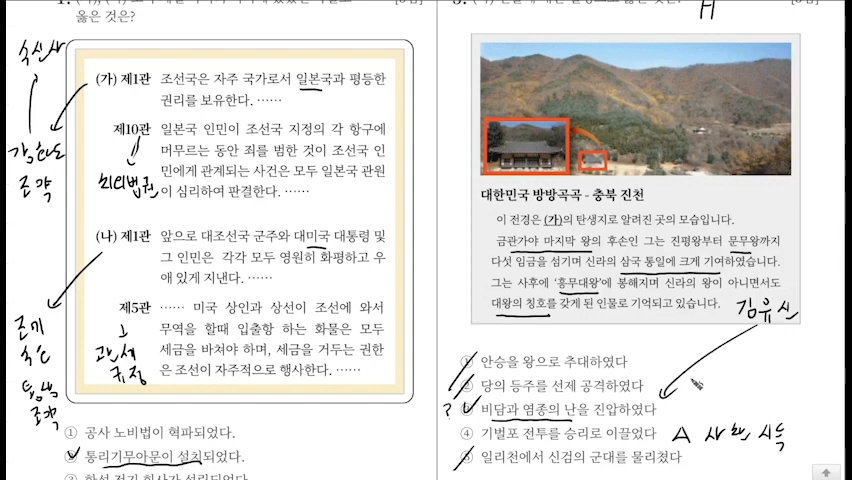 옳은 것은?
수신사
(가) 제1관 조선국은 자주 국가로서 일본국과 평등한
권리를 보유한다. ……
제10관 일본국 인민이 조선국 지정의 각 항구에
머무르는 동안 죄를 범한 것이 조선국 인
민에게 관계되는 사건은 모두 일본국 관원
이 심리하여 판결한다. ……
강화도
조약
치외법권
(나) 제1관 앞으로 대조선국 군주와 대미국 대통령 및
그 인민은 각각 모두 영원히 화평하고 우
애 있게 지낸다. ……
제5관 …… 미국 상인과 상선이 조선에 와서
무역을 할때 입출항 하는 화물은 모두
세금을 바쳐야 하며, 세금을 거두는 권한
은 조선이 자주적으로 행사한다. ……
조미
수호
통상
조약
관세
규정
① 공사 노비법이 혁파되었다.
② 통리기무아문이 설치되었다.
대한민국 방방곡곡 - 충북 진천
이 전경은 (가)의 탄생지로 알려진 곳의 모습입니다.
금관가야 마지막 왕의 후손인 그는 진평왕부터 문무왕까지
다섯 임금을 섬기며 신라의 삼국 통일에 크게 기여하였습니다.
그는 사후에 ‘흥무대왕’에 봉해지며 신라의 왕이 아니면서도
대왕의 칭호를 갖게 된 인물로 기억되고 있습니다.
김유신
① 안승을 왕으로 추대하였다
② 당의 등주를 선제 공격하였다
? ③ 비담과 염종의 난을 진압하였다
④ 기벌포 전투를 승리로 이끌었다
⑤ 일리천에서 신검의 군대를 물리쳤다